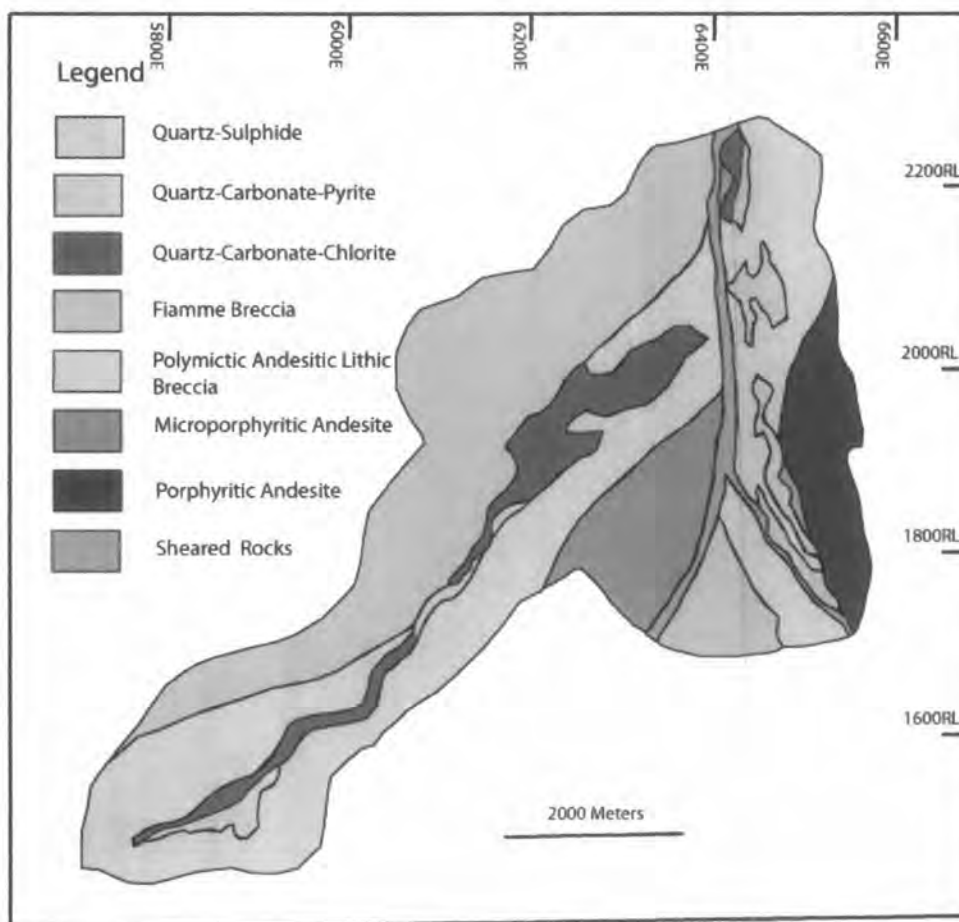 5800E
6000E
6200E
6400E
6600E
Legend
Quartz-Sulphide
Quartz-Carbonate-Pyrite
Quartz-Carbonate-Chlorite
Fiamme Breccia
Polymictic Andesitic Lithic
Breccia
Microporphyritic Andesite
Porphyritic Andesite
Sheared Rocks
2200RL
2000RL
1800RL
1600RL
2000 Meters